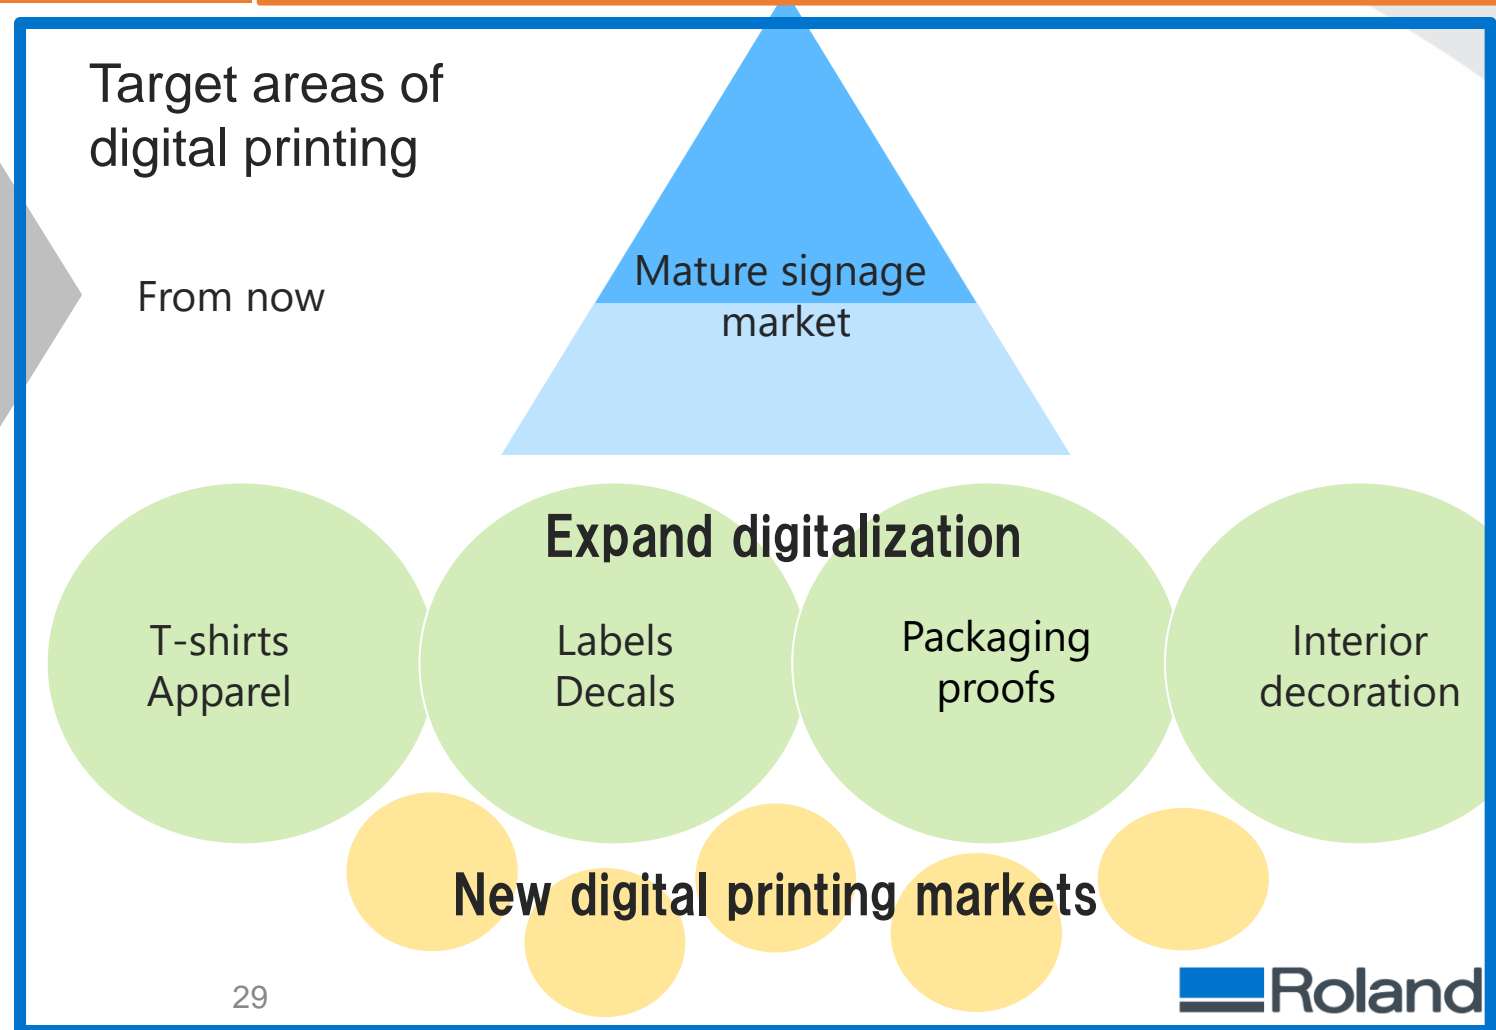 Target areas of
digital printing
From now
Mature signage
market
Expand digitalization
T-shirts
Apparel
Labels
Decals
Packaging
proofs
Interior
decoration
New digital printing markets
29
Roland